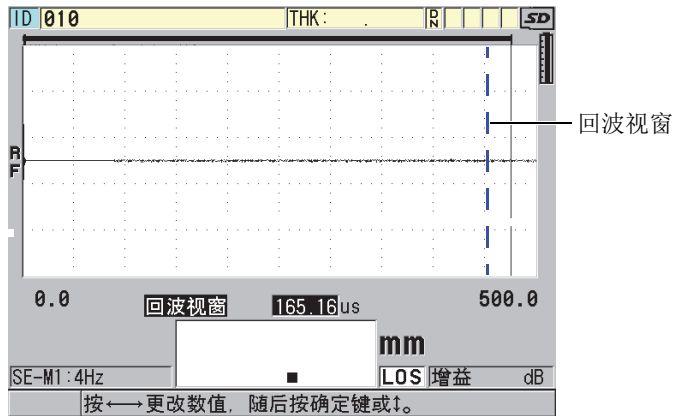 ID 010 THK: . DN SD
回波视窗
RF
0.0 500.0
回波视窗 165.16us
mm
SE-M1:4Hz LOS 增益 dB
按←→更改数值,随后按确定键或↕。